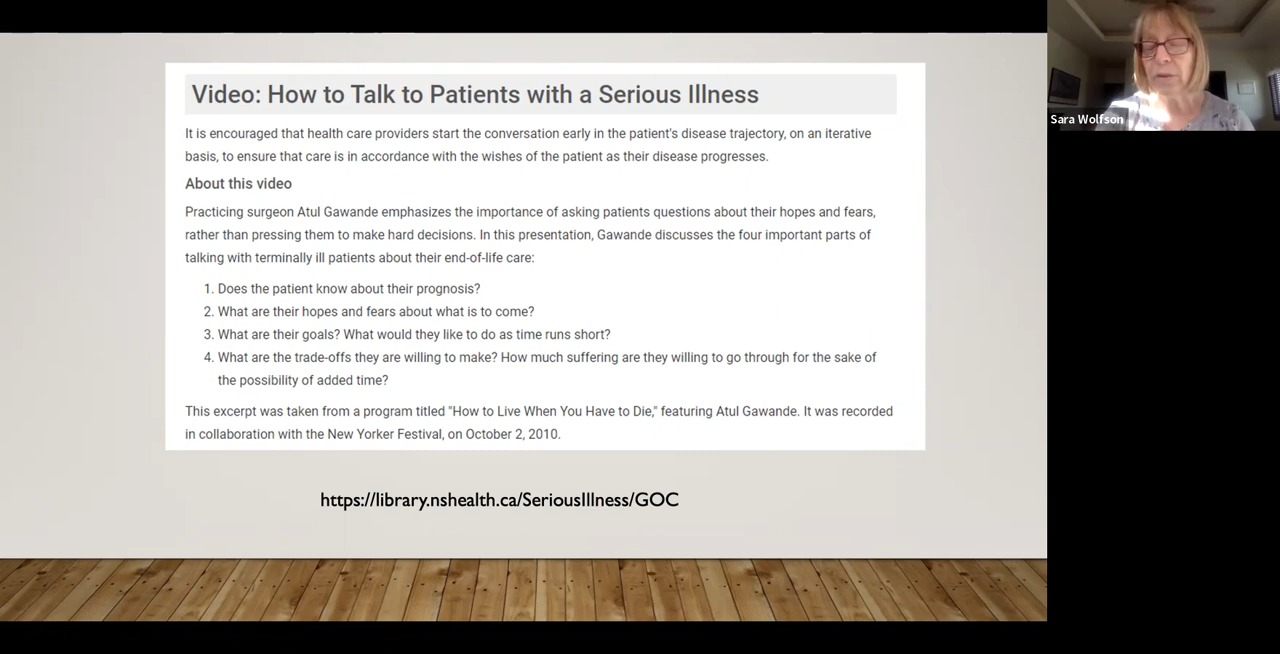 Video: How to Talk to Patients with a Serious Illness
It is encouraged that health care providers start the conversation early in the patient's disease trajectory, on an iterative
basis, to ensure that care is in accordance with the wishes of the patient as their disease progresses.
About this video
Practicing surgeon Atul Gawande emphasizes the importance of asking patients questions about their hopes and fears,
rather than pressing them to make hard decisions. In this presentation, Gawande discusses the four important parts of
talking with terminally ill patients about their end-of-life care:
1. Does the patient know about their prognosis?
2. What are their hopes and fears about what is to come?
3. What are their goals? What would they like to do as time runs short?
4. What are the trade-offs they are willing to make? How much suffering are they willing to go through for the sake of
the possibility of added time?
This excerpt was taken from a program titled "How to Live When You Have to Die," featuring Atul Gawande. It was recorded
in collaboration with the New Yorker Festival, on October 2, 2010.
https://library.nshealth.ca/SeriousIllness/GOC
Sara Wolfson